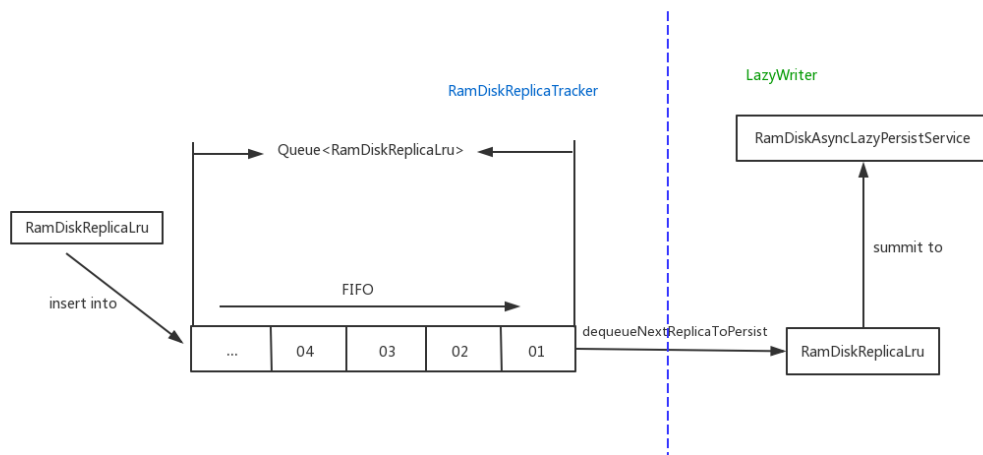 LazyWriter
RamDiskReplicaTracker
RamDiskAsyncLazyPersistService
Queue<RamDiskReplicaLru>
RamDiskReplicaLru
summit to
insert into
FIFO
dequeueNextReplicaToPersist
... 04 03 02 01
RamDiskReplicaLru